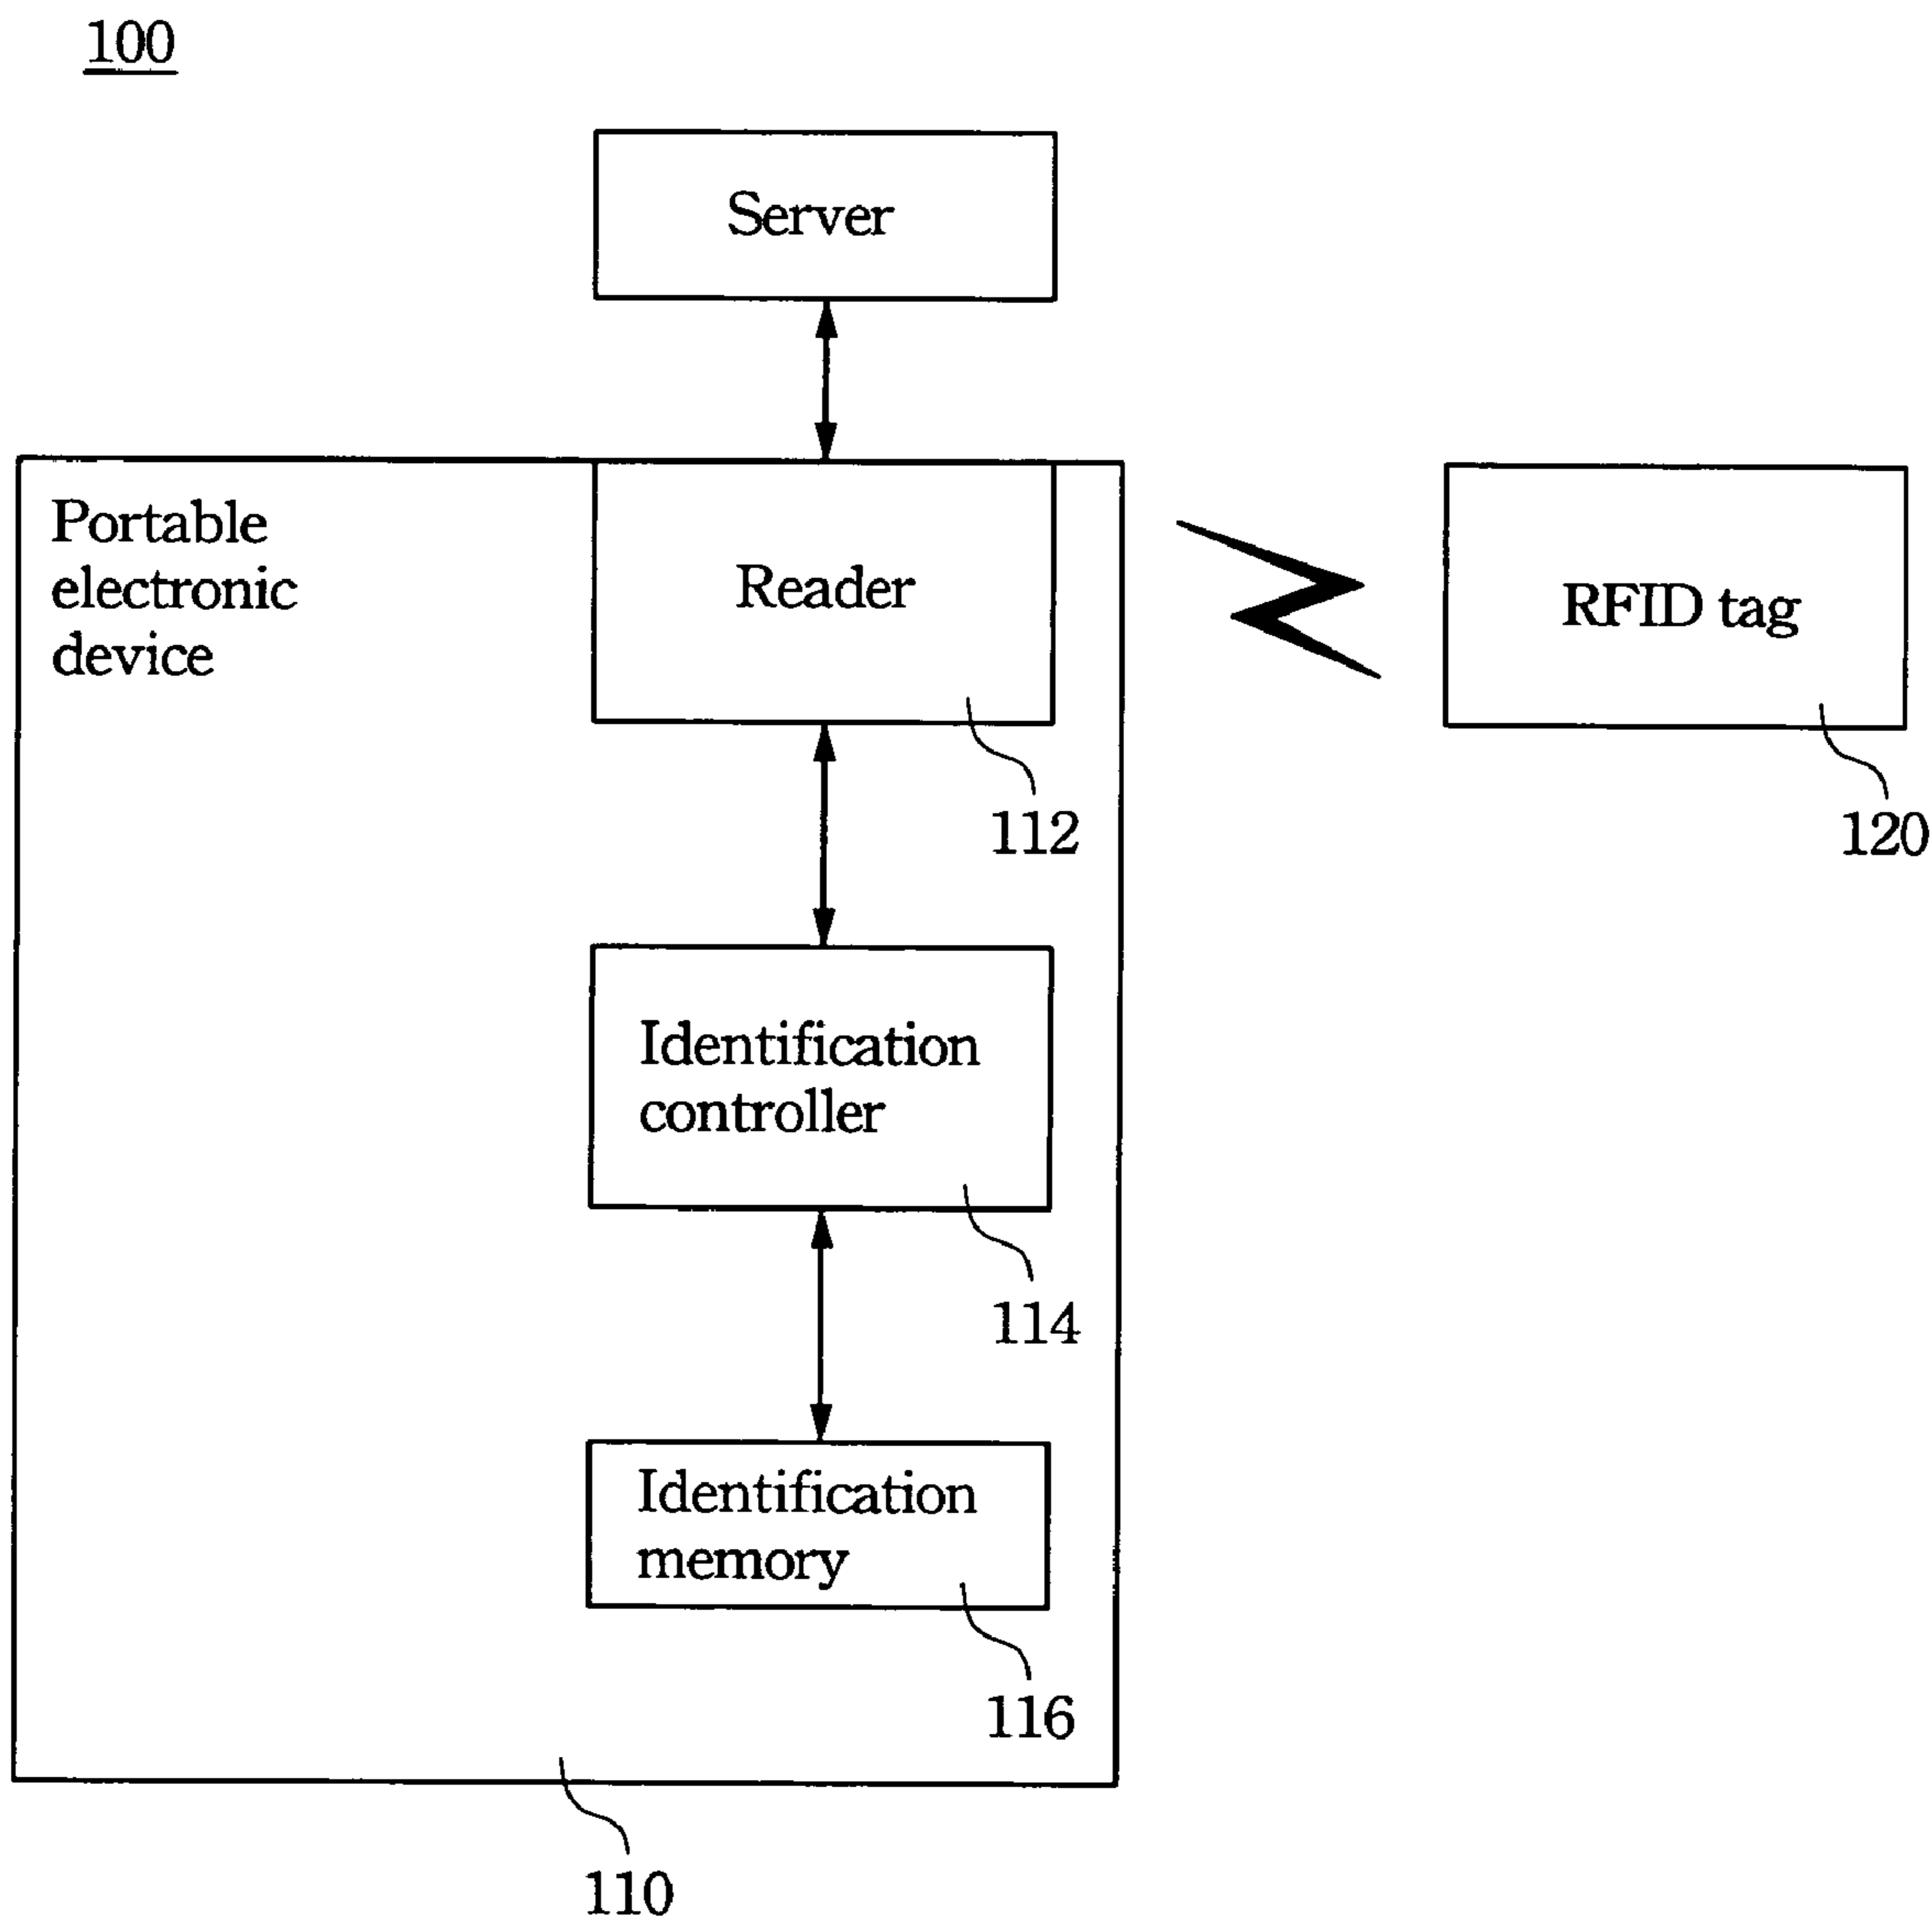 100
Server
Portable
electronic
device
Reader
RFID tag
112
120
Identification
controller
114
Identification
memory
116
110